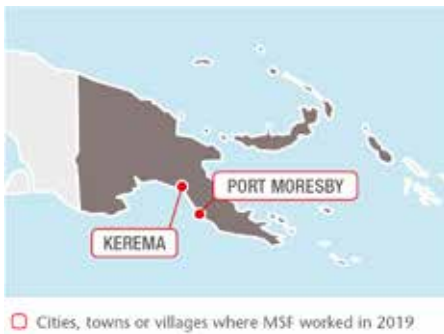 PORT MORESBY
KEREMA
Cities, towns or villages where MSF worked in 2019